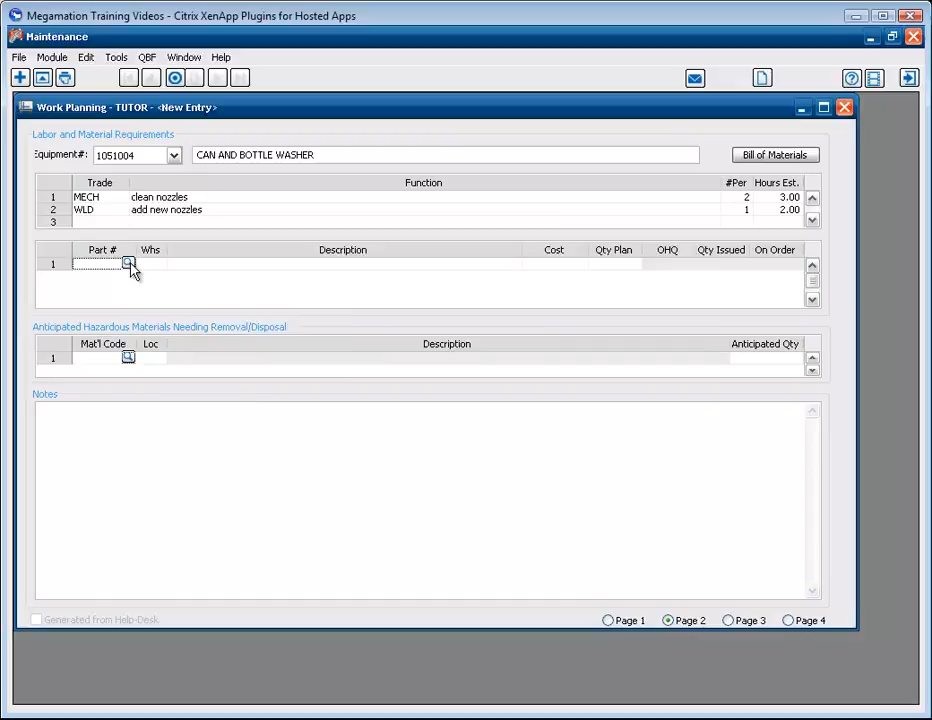 Megamation Training Videos - Citrix XenApp Plugins for Hosted Apps
Maintenance
File Module Edit Tools QBF Window Help
Work Planning - TUTOR - <New Entry>
Labor and Material Requirements
Equipment#: 1051004 CAN AND BOTTLE WASHER Bill of Materials
Trade Function #Per Hours Est.
1 MECH clean nozzles 2 3.00
2 WLD add new nozzles 1 2.00
3
Part # Whs Description Cost Qty Plan OHQ Qty Issued On Order
1
Anticipated Hazardous Materials Needing Removal/Disposal
Mat'l Code Loc Description Anticipated Qty
1
Notes
Generated from Help-Desk Page 1 Page 2 Page 3 Page 4